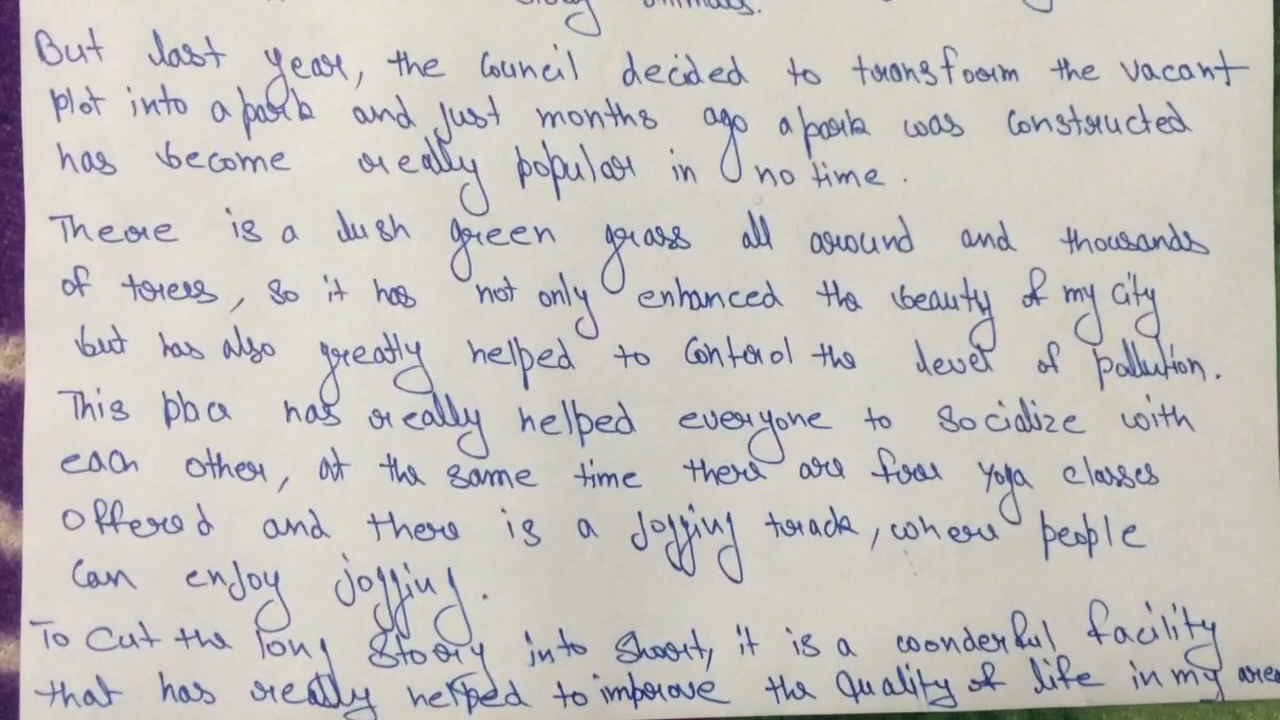 But last year, the council decided to transform the vacant
plot into a park and just months ago a park was constructed
has become really popular in no time.
There is a lush green grass all around and thousands
of trees, so it has not only enhanced the beauty of my city
but has also greatly helped to control the level of pollution.
This place has really helped everyone to socialize with
each other, at the same time there are free yoga classes
offered and there is a jogging track, where people
can enjoy jogging.
To cut the long story into short, it is a wonderful facility
that has really helped to improve the quality of life in my area